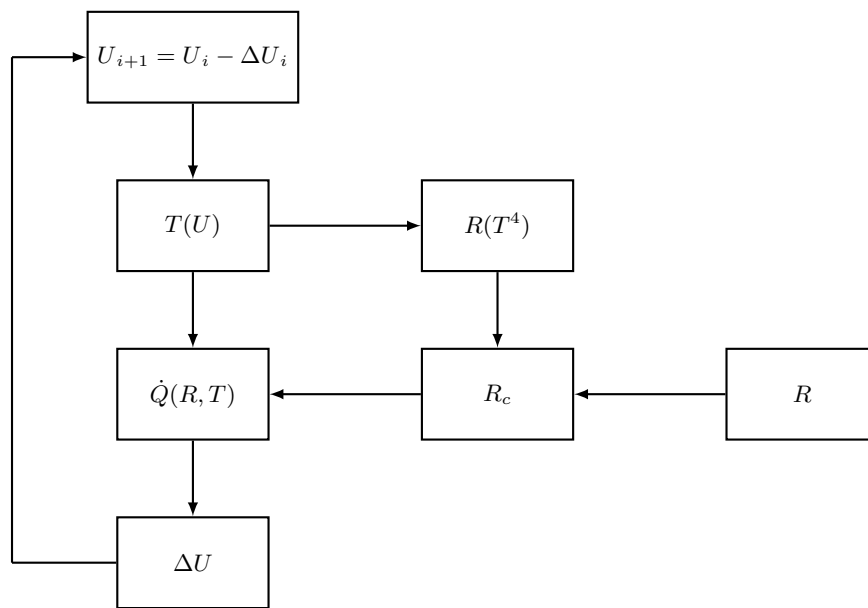 U_{i+1} = U_i − ΔU_i
T(U)
R(T^4)
Q̇(R, T)
R_c
R
ΔU